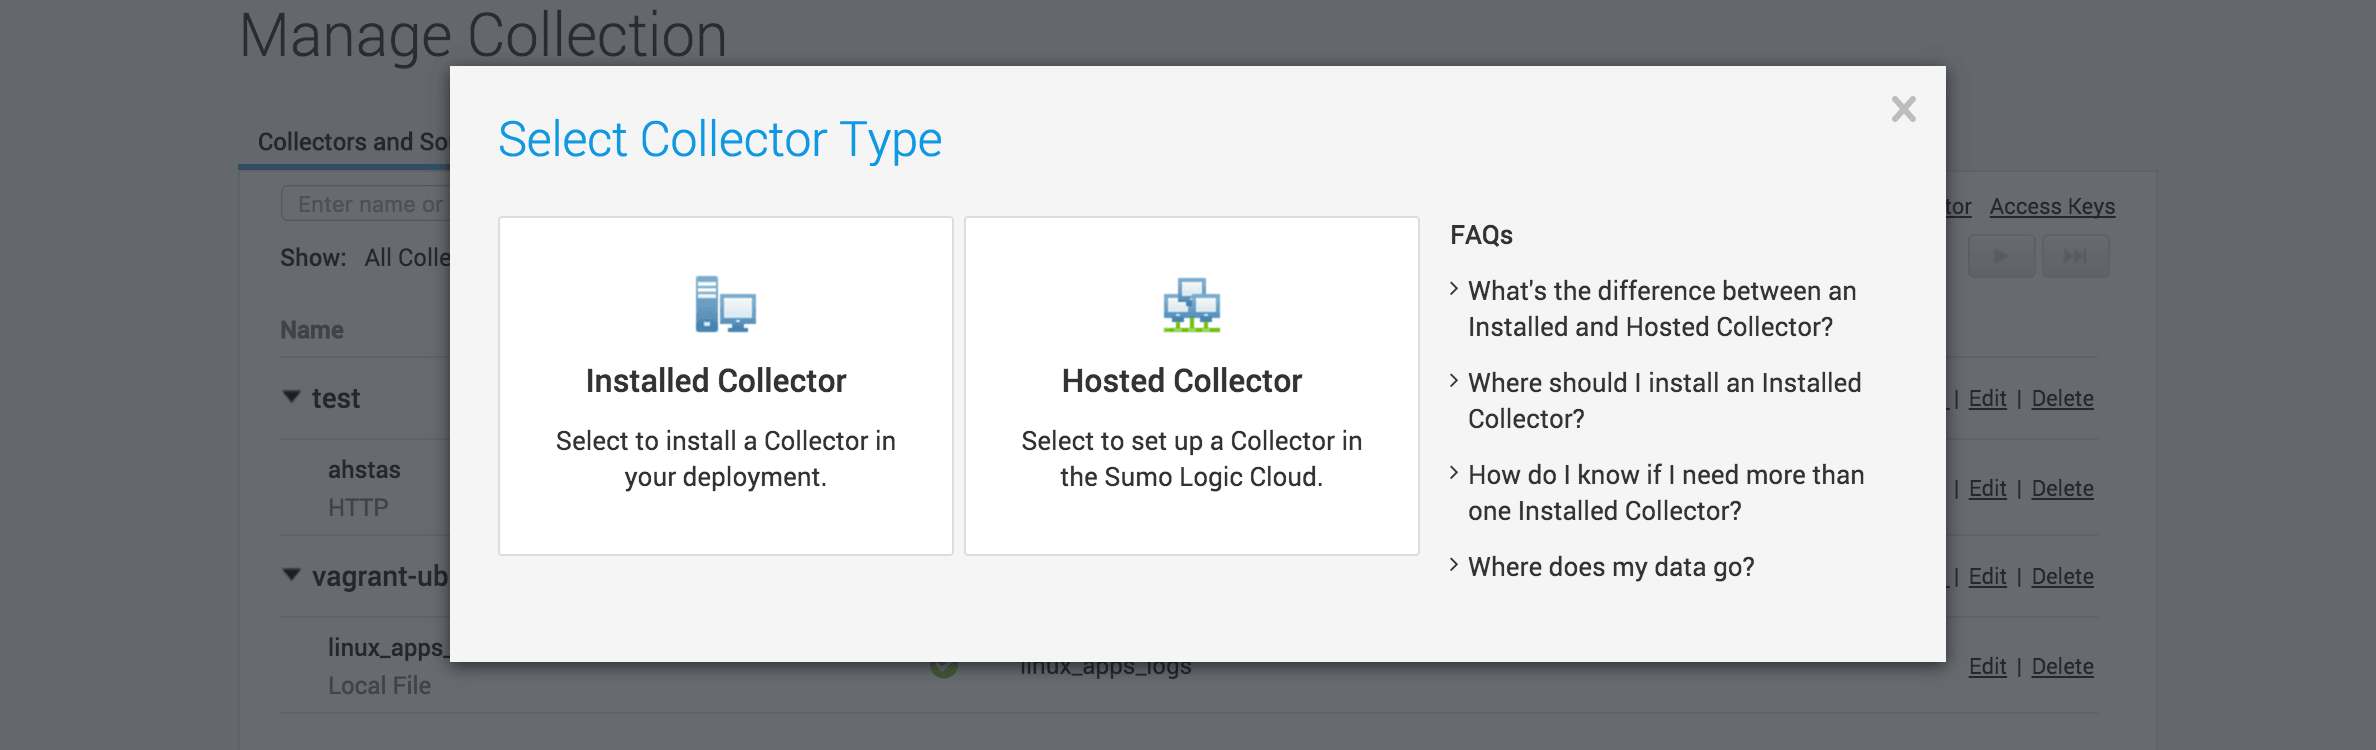 Manage Collection
Select Collector Type
Collectors and
Enter name or
Access Keys
Show: All
FAQs
What's the difference between an
Installed and Hosted Collector?
Name
Installed Collector
Hosted Collector
Where should I install an Installed
Collector?
test
| Edit | Delete
Select to install a Collector in
your deployment.
Select to set up a Collector in
the Sumo Logic Cloud.
ahstas
HTTP
How do I know if I need more than
one Installed Collector?
| Edit | Delete
Where does my data go?
vagrant-ub
| Edit | Delete
linux_apps_
Local File
linux_apps_logs
Edit | Delete